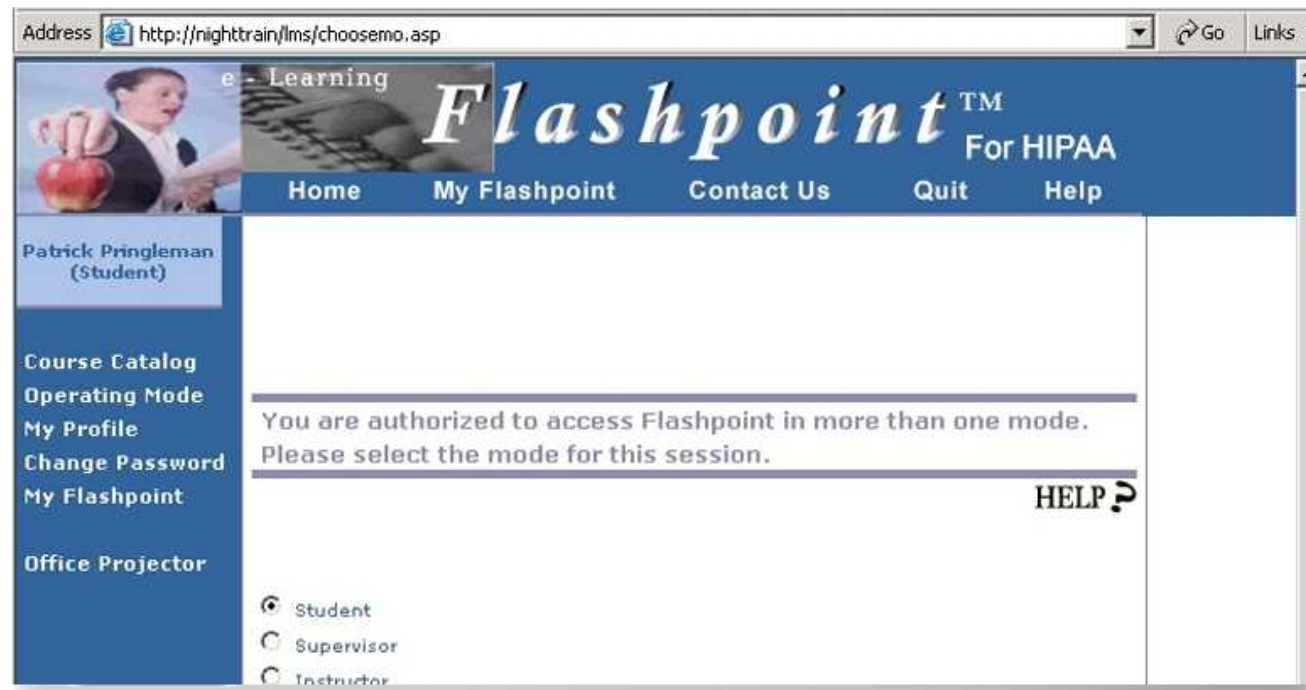 Address http://nighttrain/lms/choosemo.asp Go Links
e - Learning
Flashpoint™
For HIPAA
Home My Flashpoint Contact Us Quit Help
Patrick Pringleman
(Student)
Course Catalog
Operating Mode
My Profile
Change Password
My Flashpoint
Office Projector
You are authorized to access Flashpoint in more than one mode.
Please select the mode for this session.
HELP ?
Student
Supervisor
Instructor